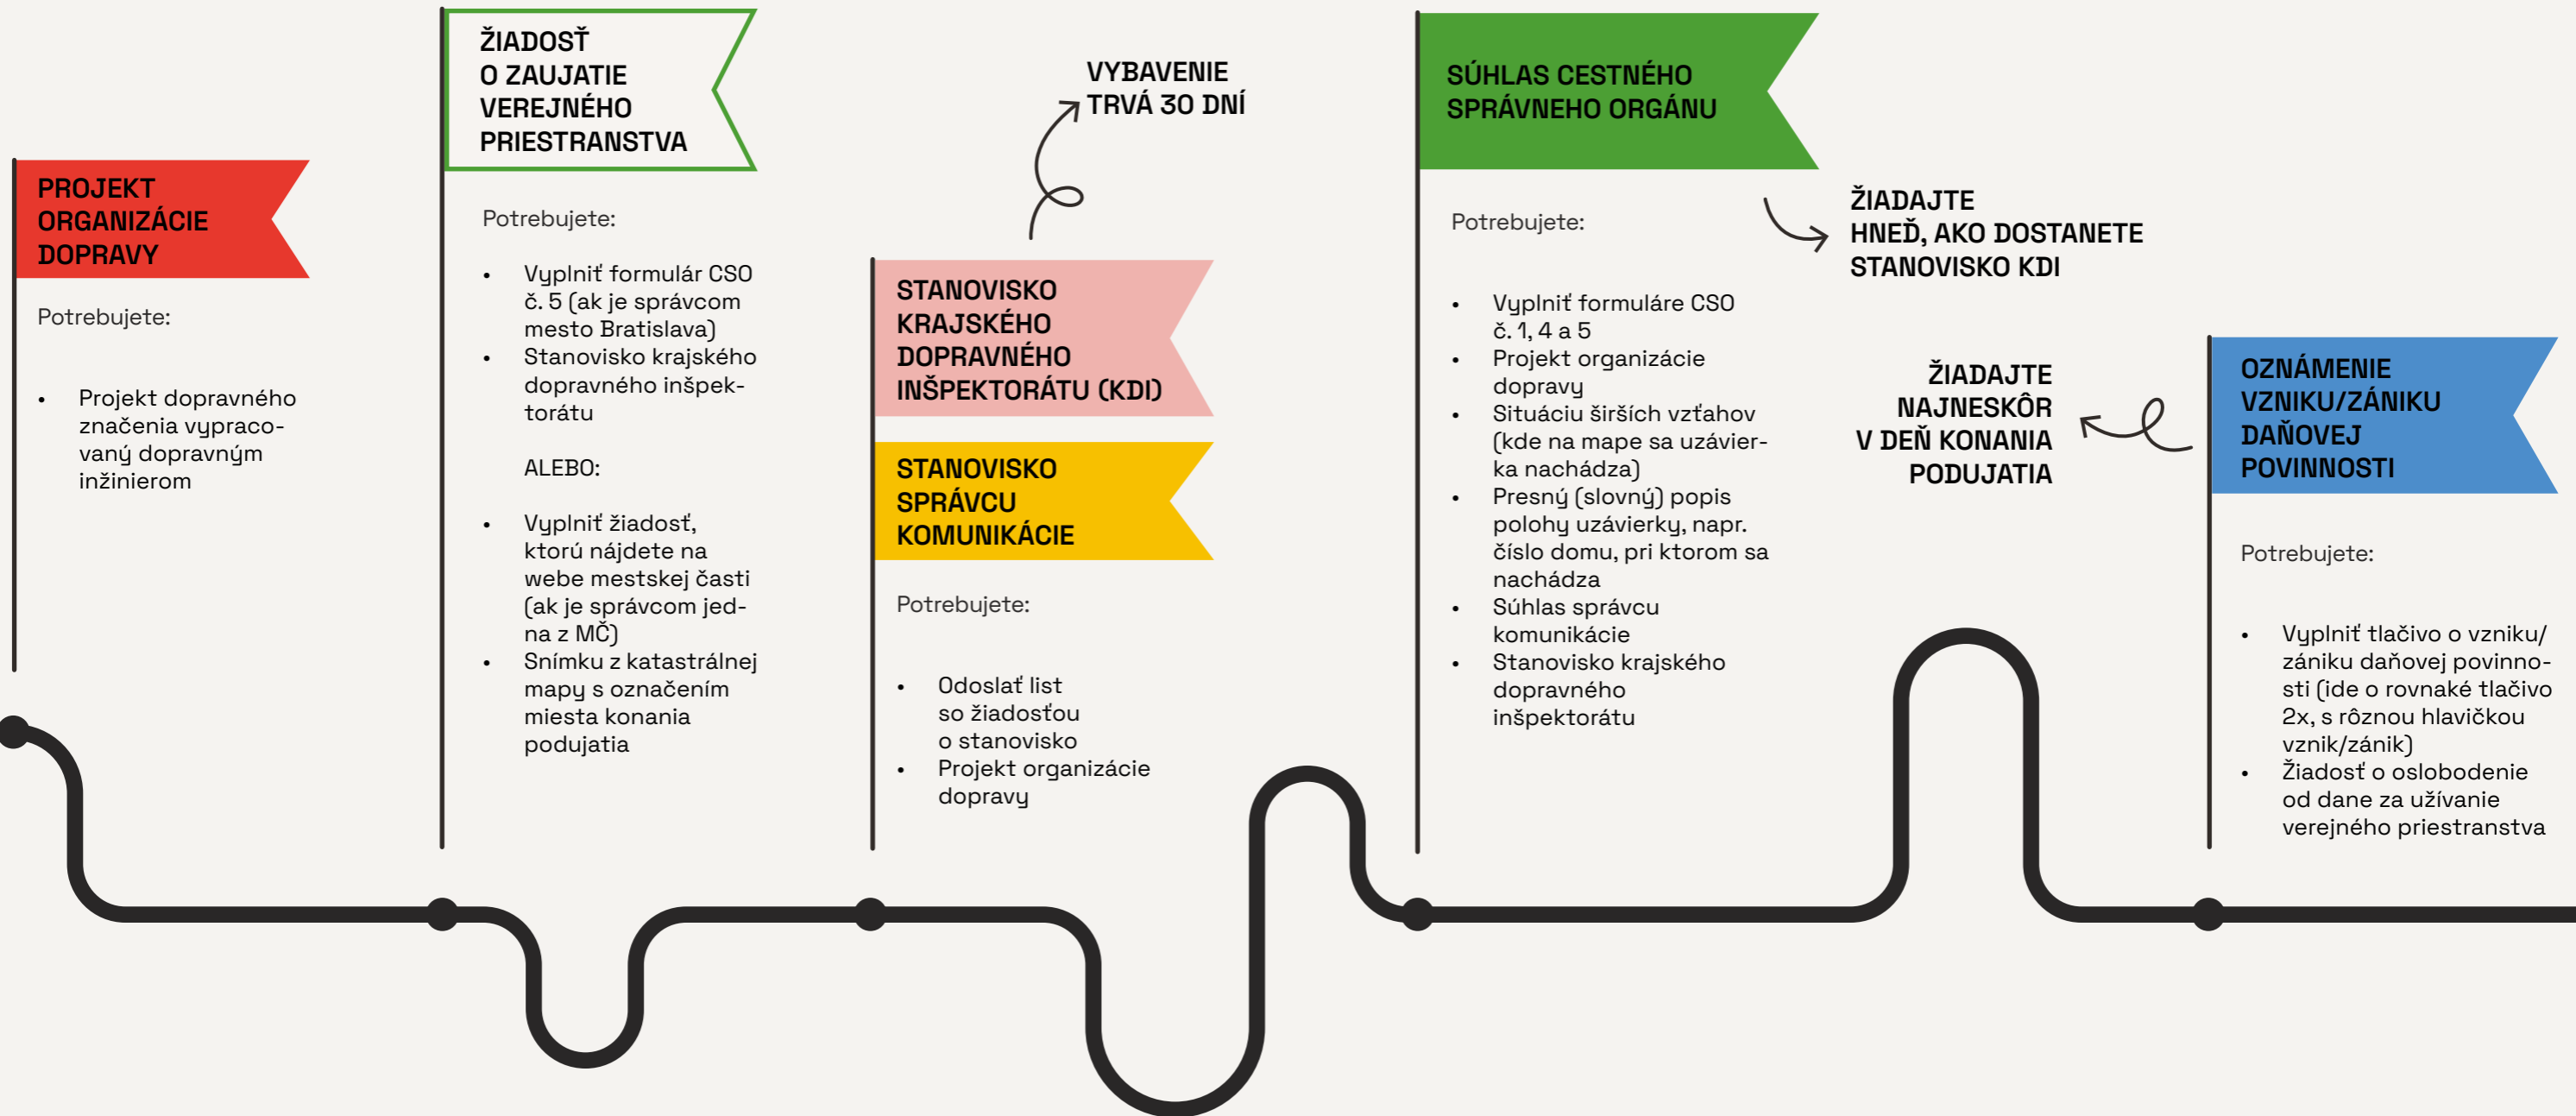 PROJEKT
ORGANIZÁCIE
DOPRAVY
Potrebujete:
• Projekt dopravného
značenia vypraco-
vaný dopravným
inžinierom
ŽIADOSŤ
O ZAUJATIE
VEREJNÉHO
PRIESTRANSTVA
Potrebujete:
• Vyplniť formulár CSO
č. 5 (ak je správcom
mesto Bratislava)
• Stanovisko krajského
dopravného inšpek-
torátu
ALEBO:
• Vyplniť žiadosť,
ktorú nájdete na
webe mestskej časti
(ak je správcom jed-
na z MČ)
• Snímku z katastrálnej
mapy s označením
miesta konania
podujatia
VYBAVENIE
TRVÁ 30 DNÍ
STANOVISKO
KRAJSKÉHO
DOPRAVNÉHO
INŠPEKTORÁTU (KDI)
STANOVISKO
SPRÁVCU
KOMUNIKÁCIE
Potrebujete:
• Odoslať list
so žiadosťou
o stanovisko
• Projekt organizácie
dopravy
SÚHLAS CESTNÉHO
SPRÁVNEHO ORGÁNU
Potrebujete:
• Vyplniť formuláre CSO
č. 1, 4 a 5
• Projekt organizácie
dopravy
• Situáciu širších vzťahov
(kde na mape sa uzávier-
ka nachádza)
• Presný (slovný) popis
polohy uzávierky, napr.
číslo domu, pri ktorom sa
nachádza
• Súhlas správcu
komunikácie
• Stanovisko krajského
dopravného
inšpektorátu
ŽIADAJTE
HNEĎ, AKO DOSTANETE
STANOVISKO KDI
ŽIADAJTE
NAJNESKÔR
V DEŇ KONANIA
PODUJATIA
OZNÁMENIE
VZNIKU/ZÁNIKU
DAŇOVEJ
POVINNOSTI
Potrebujete:
• Vyplniť tlačivo o vzniku/
zániku daňovej povinno-
sti (ide o rovnaké tlačivo
2x, s rôznou hlavičkou
vznik/zánik)
• Žiadosť o oslobodenie
od dane za užívanie
verejného priestranstva